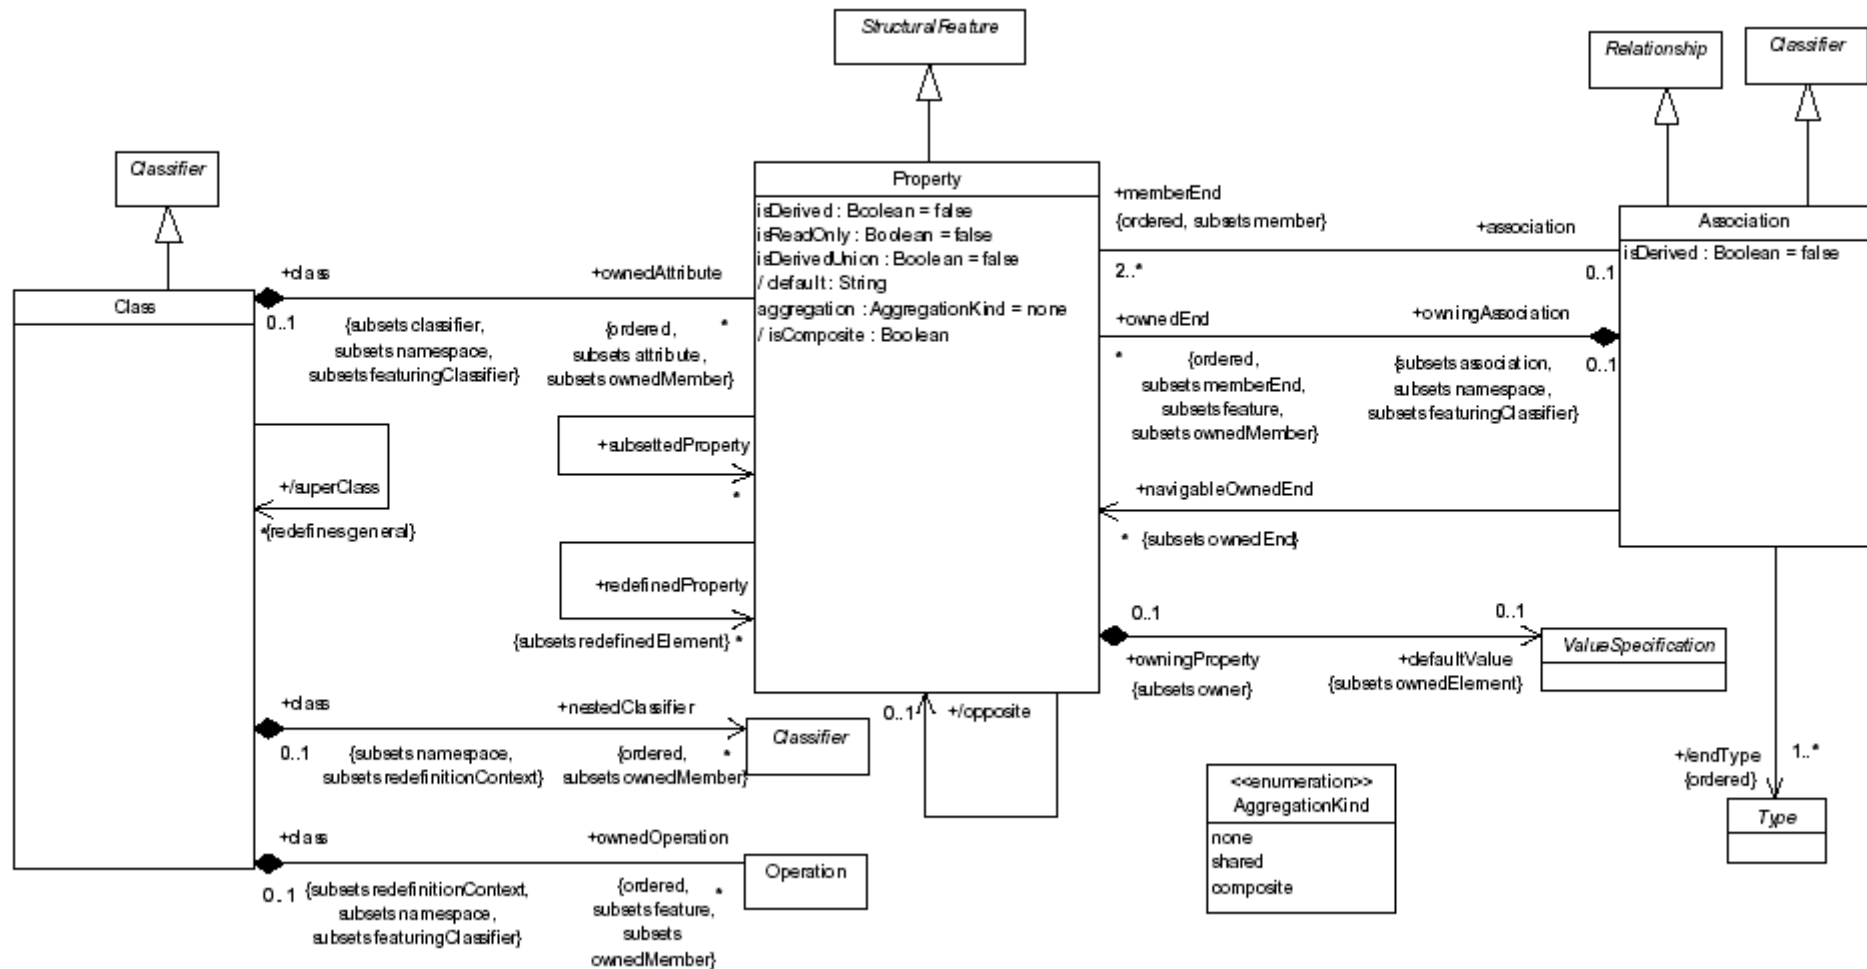 StructuralFeature
Relationship
Classifier
Classifier
Property
isDerived : Boolean = false
isReadOnly : Boolean = false
isDerivedUnion : Boolean = false
/ default : String
aggregation : AggregationKind = none
/ isComposite : Boolean
Association
isDerived : Boolean = false
Class
+class
+ownedAttribute
0..1
{subsets classifier,
subsets namespace,
subsets featuringClassifier}
{ordered,
subsets attribute,
subsets ownedMember}
*
+memberEnd
{ordered, subsets member}
+association
2..*
0..1
+ownedEnd
+owningAssociation
*
{ordered,
subsets memberEnd,
subsets feature,
subsets ownedMember}
{subsets association,
subsets namespace,
subsets featuringClassifier}
0..1
+subsettedProperty
*
+/superClass
*
{redefines general}
+navigableOwnedEnd
*
{subsets ownedEnd}
+redefinedProperty
{subsets redefinedElement}
*
0..1
0..1
+owningProperty
{subsets owner}
+defaultValue
{subsets ownedElement}
ValueSpecification
+class
+nestedClassifier
0..1
{subsets namespace,
subsets redefinitionContext}
{ordered,
subsets ownedMember}
*
Classifier
0..1
+/opposite
+/endType
{ordered}
1..*
Type
<<enumeration>>
AggregationKind
none
shared
composite
+class
+ownedOperation
0..1
{subsets redefinitionContext,
subsets namespace,
subsets featuringClassifier}
{ordered,
subsets feature,
subsets
ownedMember}
*
Operation